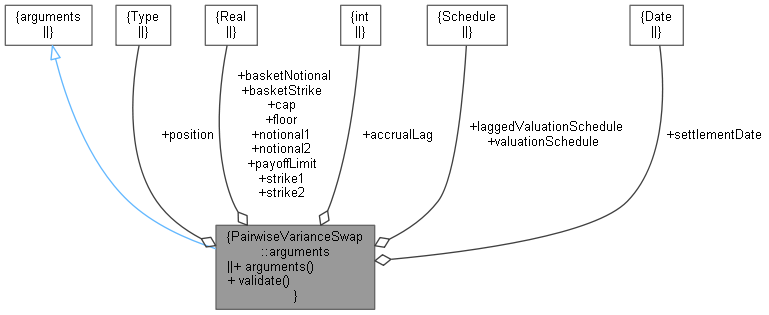 {arguments
||}
{Type
||}
{Real
||}
{int
||}
{Schedule
||}
{Date
||}
+position
+basketNotional
+basketStrike
+cap
+floor
+notional1
+notional2
+payoffLimit
+strike1
+strike2
+accrualLag
+laggedValuationSchedule
+valuationSchedule
+settlementDate
{PairwiseVarianceSwap
::arguments
||+ arguments()
+ validate()
}